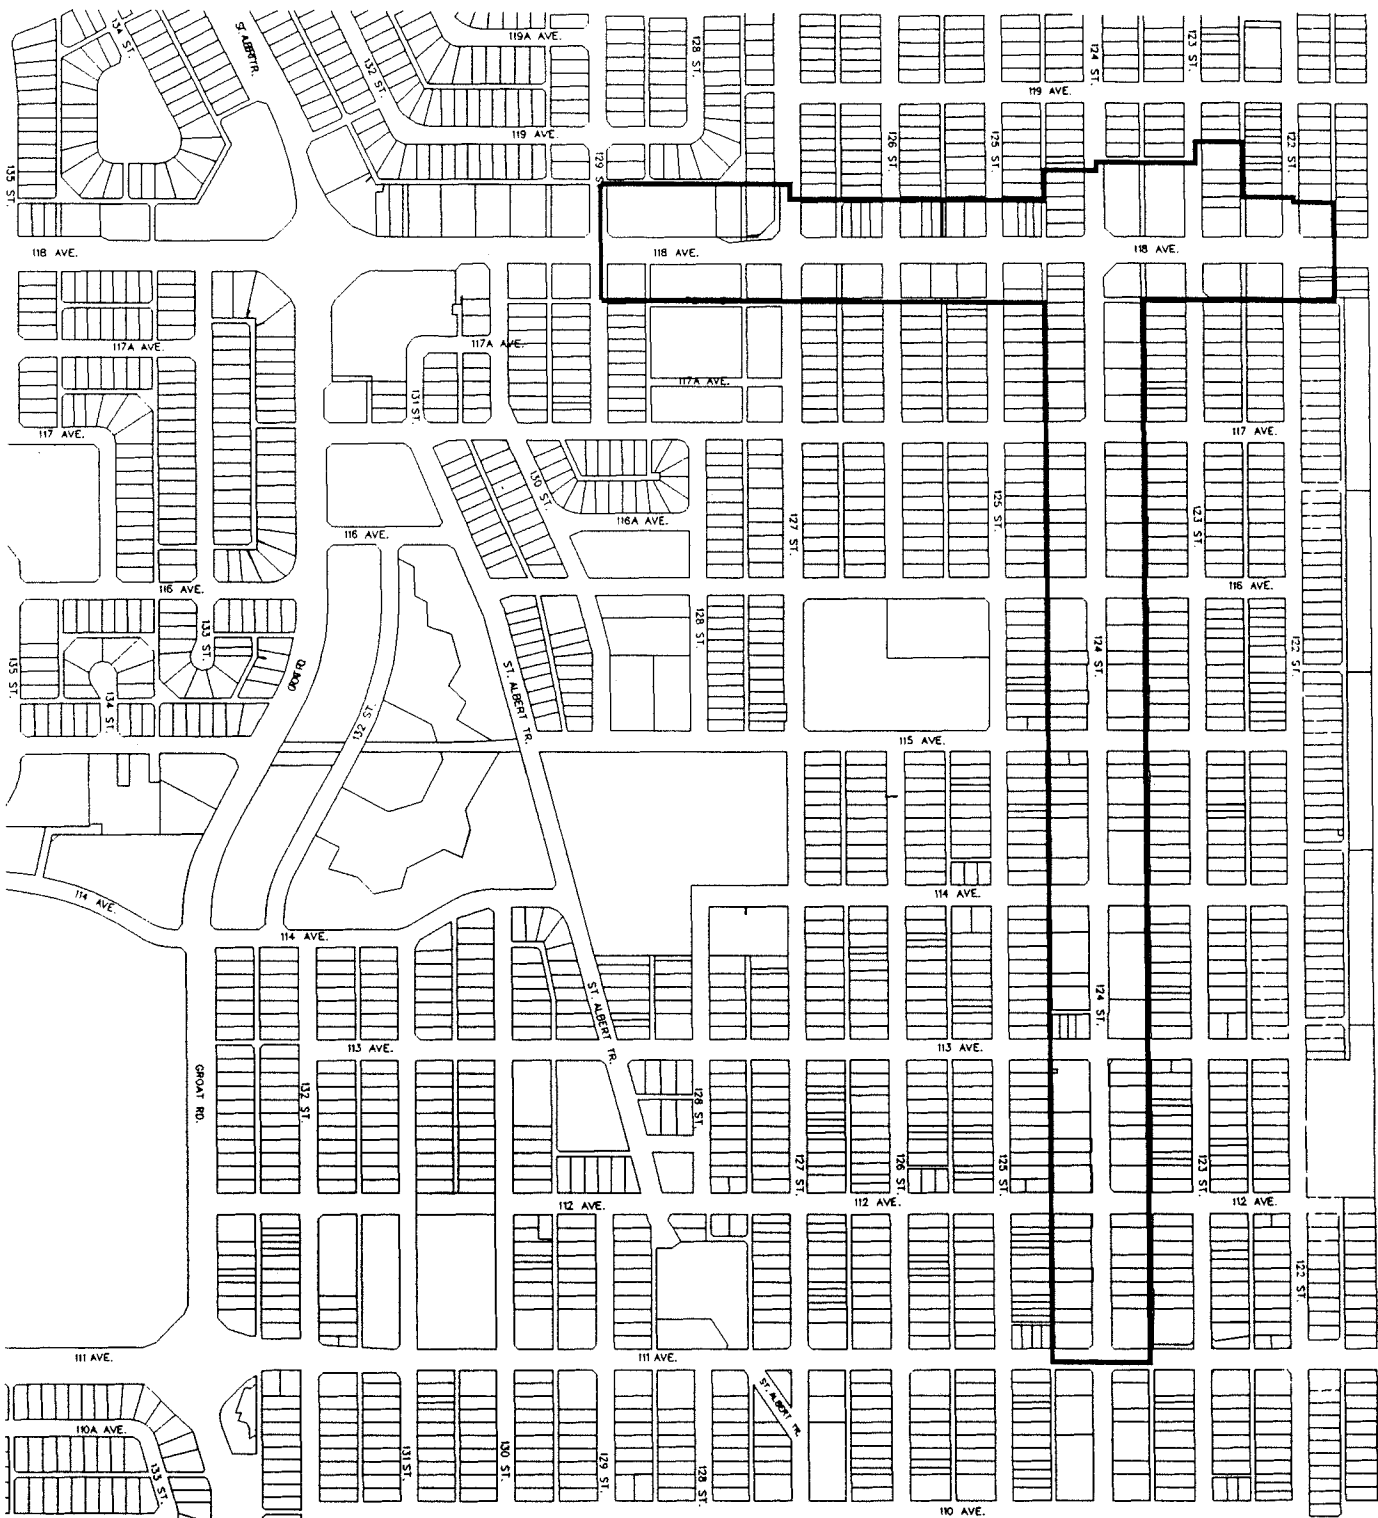 134 ST.
ST. ALBERT TR.
119A AVE.
128 ST.
124 ST.
123 ST.
132 ST.
119 AVE.
119 AVE.
126 ST.
125 ST.
122 ST.
135 ST.
129 S
118 AVE.
118 AVE.
118 AVE.
117A AVE.
117A AVE.
117A AVE.
131 ST.
117 AVE.
117 AVE.
130 ST.
116A AVE.
127 ST.
125 ST.
123 ST.
116 AVE.
116 AVE.
116 AVE.
133 ST.
128 ST.
124 ST.
122 ST.
135 ST.
134 ST.
GROAT RD
ST. ALBERT TR.
132 ST.
115 AVE.
114 AVE.
114 AVE.
114 AVE.
ST. ALBERT TR.
124 ST.
113 AVE.
113 AVE.
GROAT RD.
132 ST.
128 ST.
127 ST.
126 ST.
125 ST.
123 ST.
112 AVE.
112 AVE.
112 AVE.
122 ST.
111 AVE.
111 AVE.
ST. ALBERT TR.
110A AVE.
133 ST.
131 ST.
130 ST.
129 ST.
128 ST.
110 AVE.